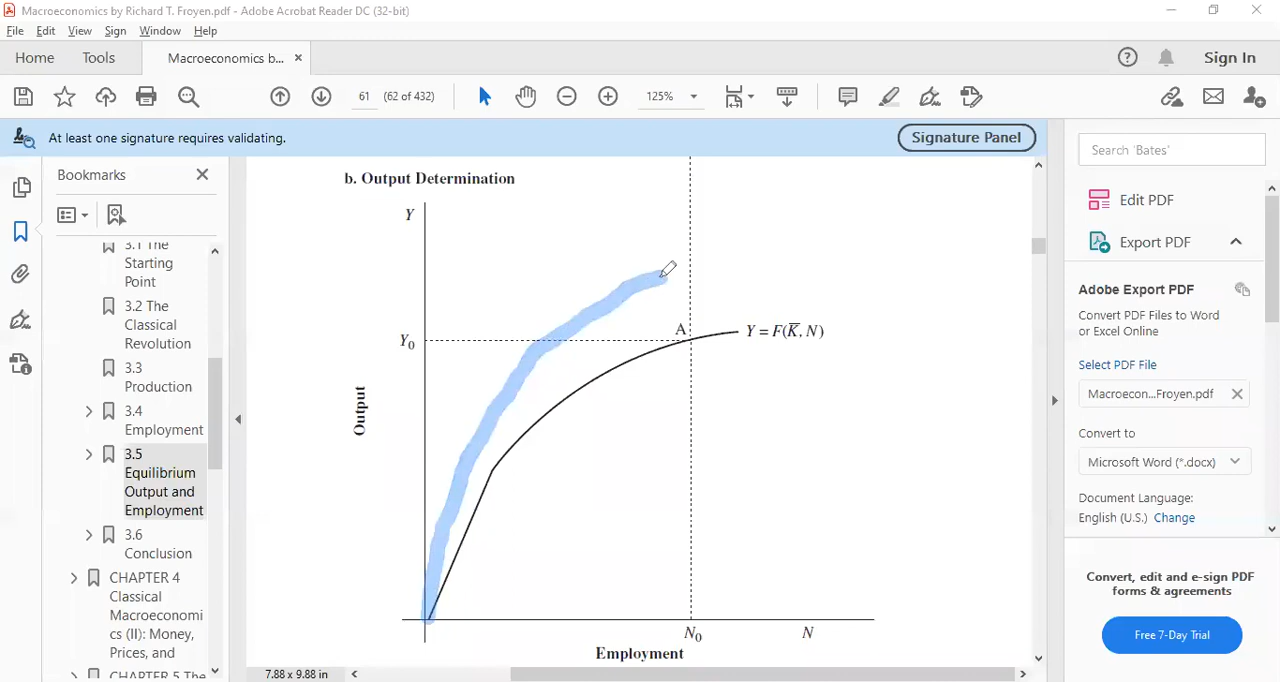 Macroeconomics by Richard T. Froyen.pdf - Adobe Acrobat Reader DC (32-bit)
File Edit View Sign Window Help
Home Tools Macroeconomics b... × Sign In
61 (62 of 432) 125%
At least one signature requires validating. Signature Panel
Bookmarks
3.1 The
Starting
Point
3.2 The
Classical
Revolution
3.3
Production
3.4
Employment
3.5
Equilibrium
Output and
Employment
3.6
Conclusion
CHAPTER 4
Classical
Macroeconomi
cs (II): Money,
Prices, and
CHAPTER 5 The
b. Output Determination
Y
A
Y = F(K̅, N)
Y₀
Output
N₀
N
Employment
7.88 x 9.88 in
Search 'Bates'
Edit PDF
Export PDF
Adobe Export PDF
Convert PDF Files to Word
or Excel Online
Select PDF File
Macroecon...Froyen.pdf
Convert to
Microsoft Word (*.docx)
Document Language:
English (U.S.) Change
Convert, edit and e-sign PDF
forms & agreements
Free 7-Day Trial